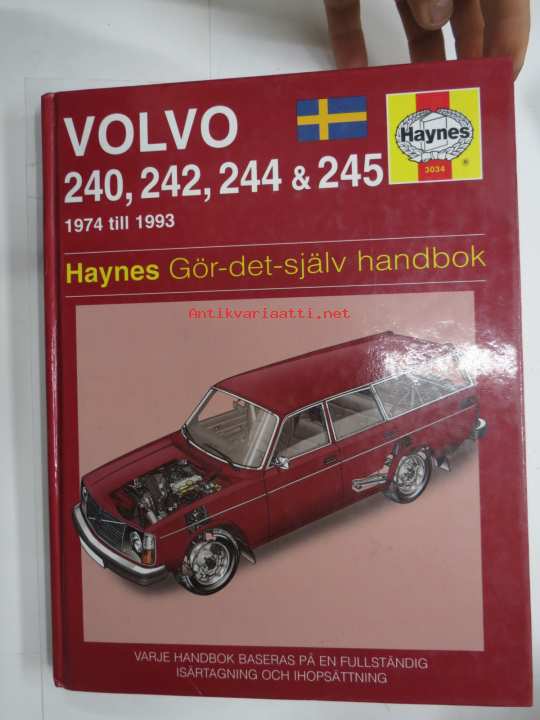 VOLVO
240, 242, 244 & 245
1974 till 1993
Haynes
®
3034
Haynes Gör-det-själv handbok
Antikvariaatti.net
VARJE HANDBOK BASERAS PÅ EN FULLSTÄNDIG
ISÄRTAGNING OCH IHOPSÄTTNING